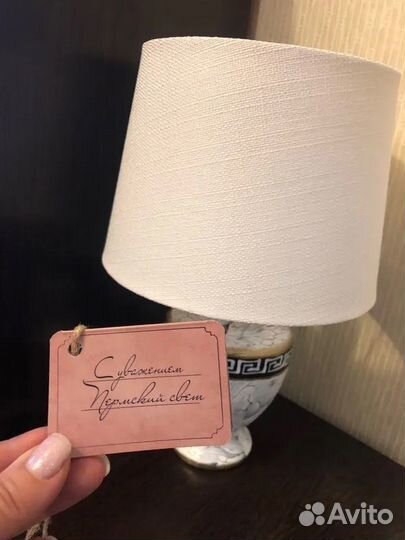 С уважением
Пермский свет
Avito